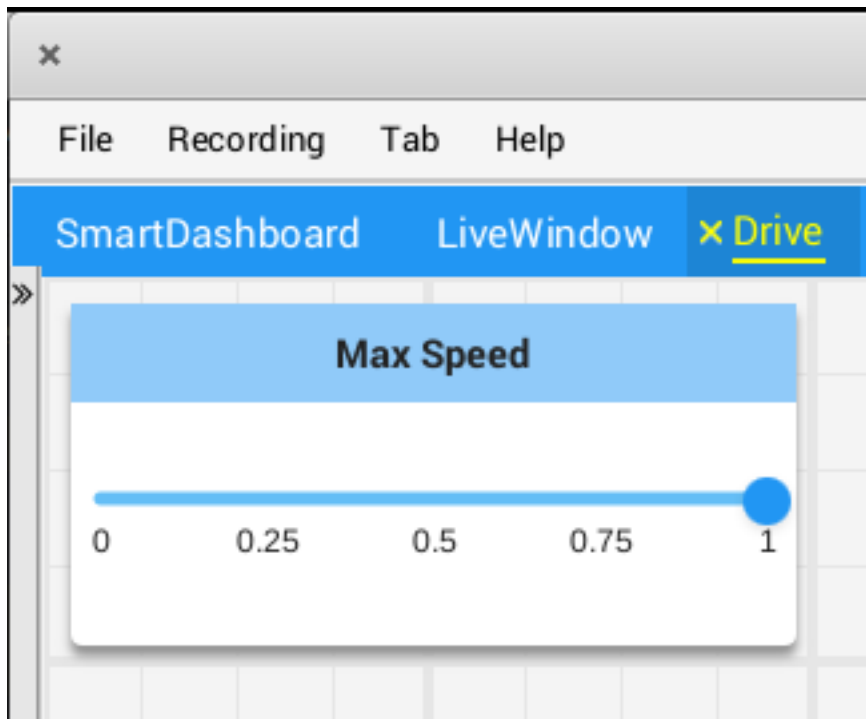 File Recording Tab Help
SmartDashboard LiveWindow × Drive
»
Max Speed
0 0.25 0.5 0.75 1